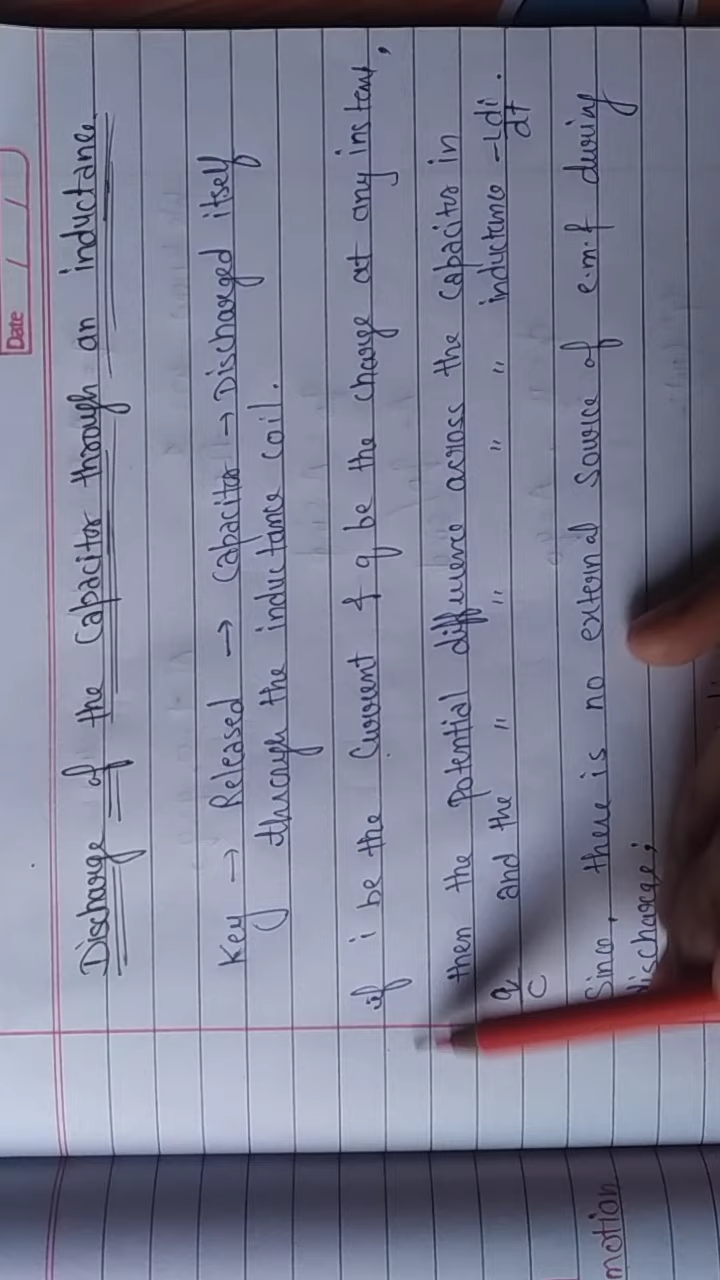 Date / /
Discharge of the Capacitor through an inductance
Key → Released → Capacitor → Discharged itself
through the inductance coil.
if i be the Current & q be the charge at any instant,
then the potential difference across the Capacitor in
q/C and the " " " " inductance -L di/dt.
Since, there is no external source of e.m.f during
discharge;
motion